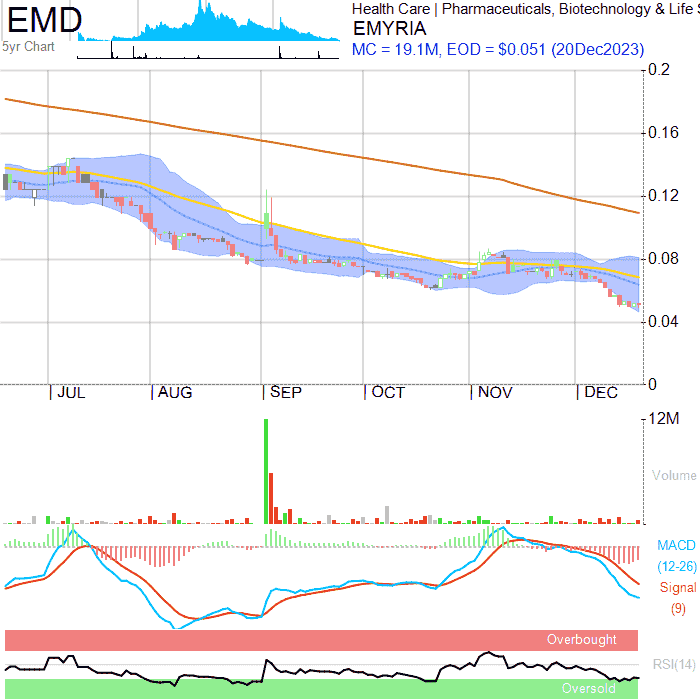 EMD
5yr Chart
Health Care | Pharmaceuticals, Biotechnology & Life S
EMYRIA
MC = 19.1M, EOD = $0.051 (20Dec2023)
0.2
0.16
0.12
0.08
0.04
0
JUL AUG SEP OCT NOV DEC
12M
Volume
MACD
(12-26)
Signal
(9)
Overbought
RSI(14)
Oversold